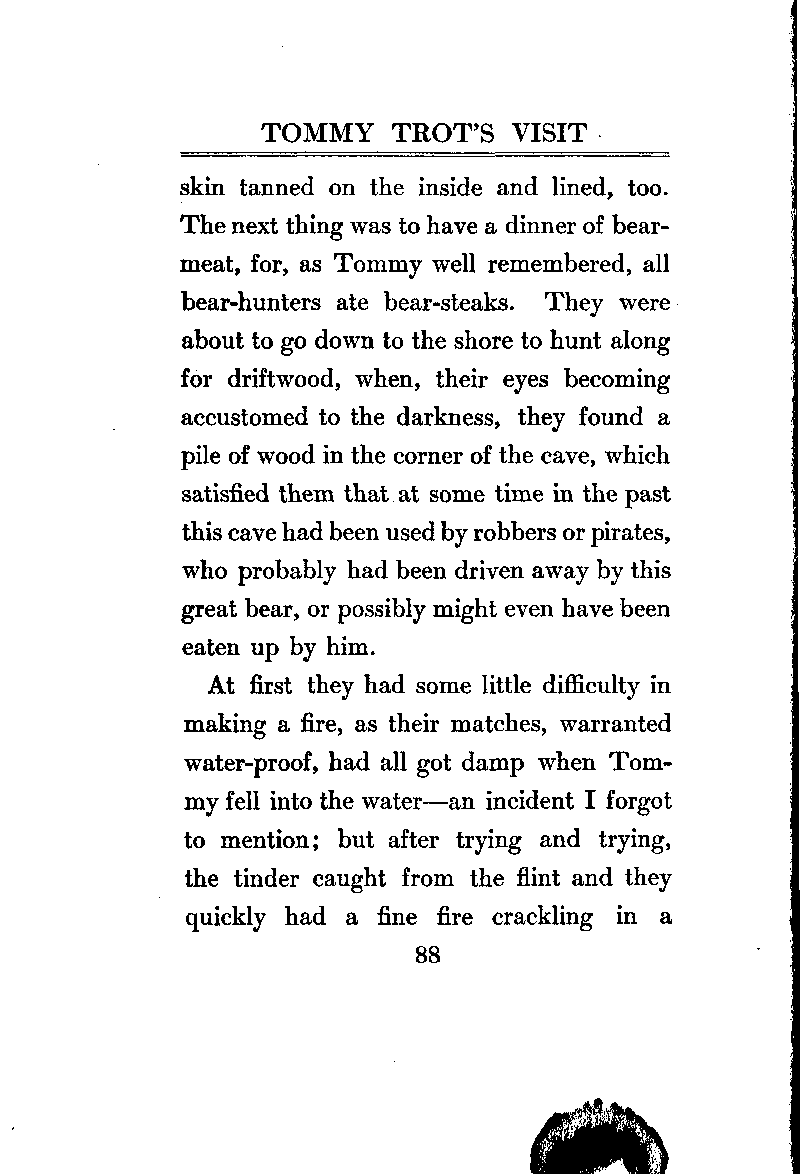 TOMMY TROT'S VISIT
skin tanned on the inside and lined, too.
The next thing was to have a dinner of bear-
meat, for, as Tommy well remembered, all
bear-hunters ate bear-steaks. They were
about to go down to the shore to hunt along
for driftwood, when, their eyes becoming
accustomed to the darkness, they found a
pile of wood in the corner of the cave, which
satisfied them that at some time in the past
this cave had been used by robbers or pirates,
who probably had been driven away by this
great bear, or possibly might even have been
eaten up by him.
At first they had some little difficulty in
making a fire, as their matches, warranted
water-proof, had all got damp when Tom-
my fell into the water—an incident I forgot
to mention; but after trying and trying,
the tinder caught from the flint and they
quickly had a fine fire crackling in a
88